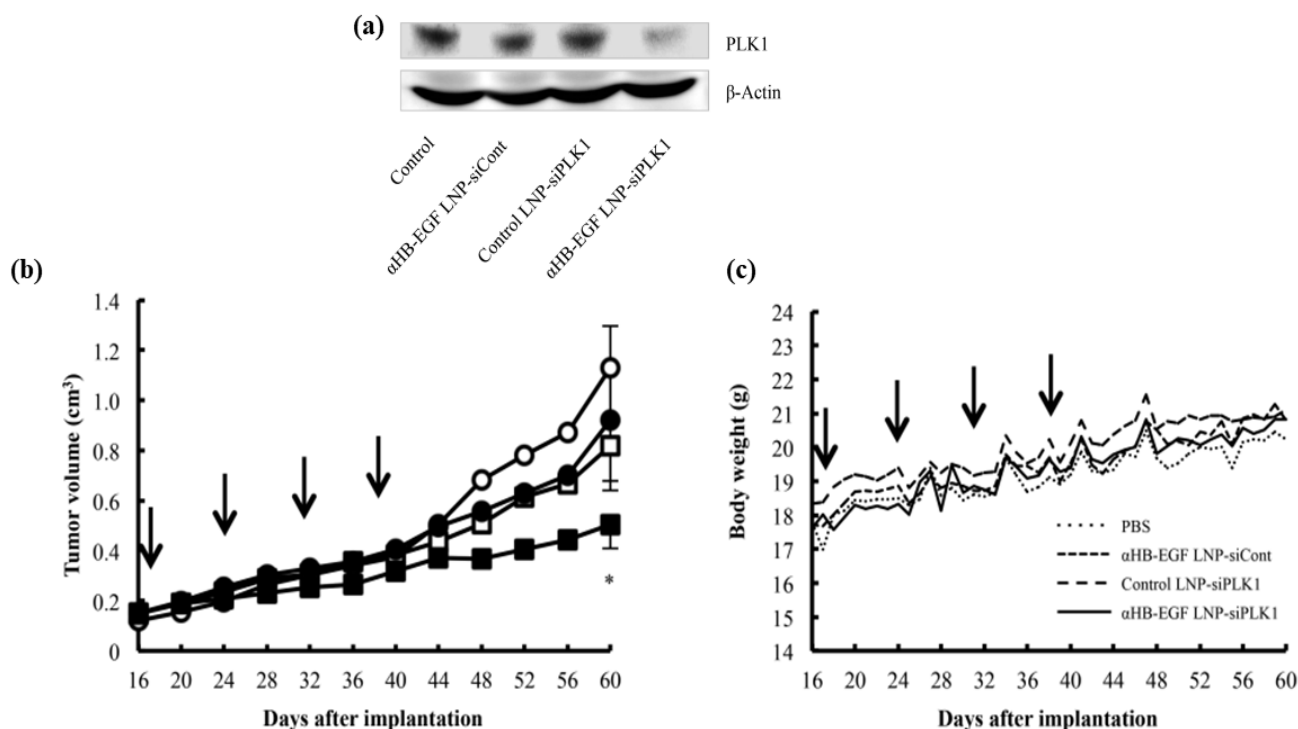 (a)
PLK1
β-Actin
Control
αHB-EGF LNP-siCont
Control LNP-siPLK1
αHB-EGF LNP-siPLK1
(b)
1.4
1.2
1.0
0.8
0.6
0.4
0.2
0
Tumor volume (cm³)
*
16 20 24 28 32 36 40 44 48 52 56 60
Days after implantation
(c)
24
23
22
21
20
19
18
17
16
15
14
Body weight (g)
PBS
αHB-EGF LNP-siCont
Control LNP-siPLK1
αHB-EGF LNP-siPLK1
16 20 24 28 32 36 40 44 48 52 56 60
Days after implantation